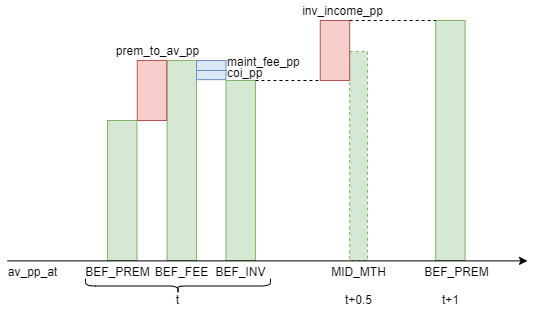 inv_income_pp
prem_to_av_pp
maint_fee_pp
coi_pp
av_pp_at
BEF_PREM
BEF_FEE
BEF_INV
MID_MTH
BEF_PREM
t
t+0.5
t+1